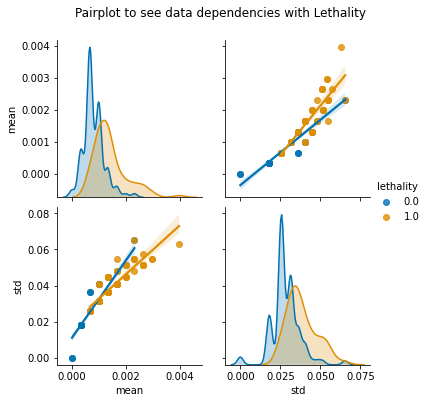 Pairplot to see data dependencies with Lethality
0.004
0.003
0.002
0.001
0.000
mean
lethality
0.0
1.0
0.08
0.06
0.04
0.02
0.00
std
0.000 0.002 0.004
mean
0.000 0.025 0.050 0.075
std